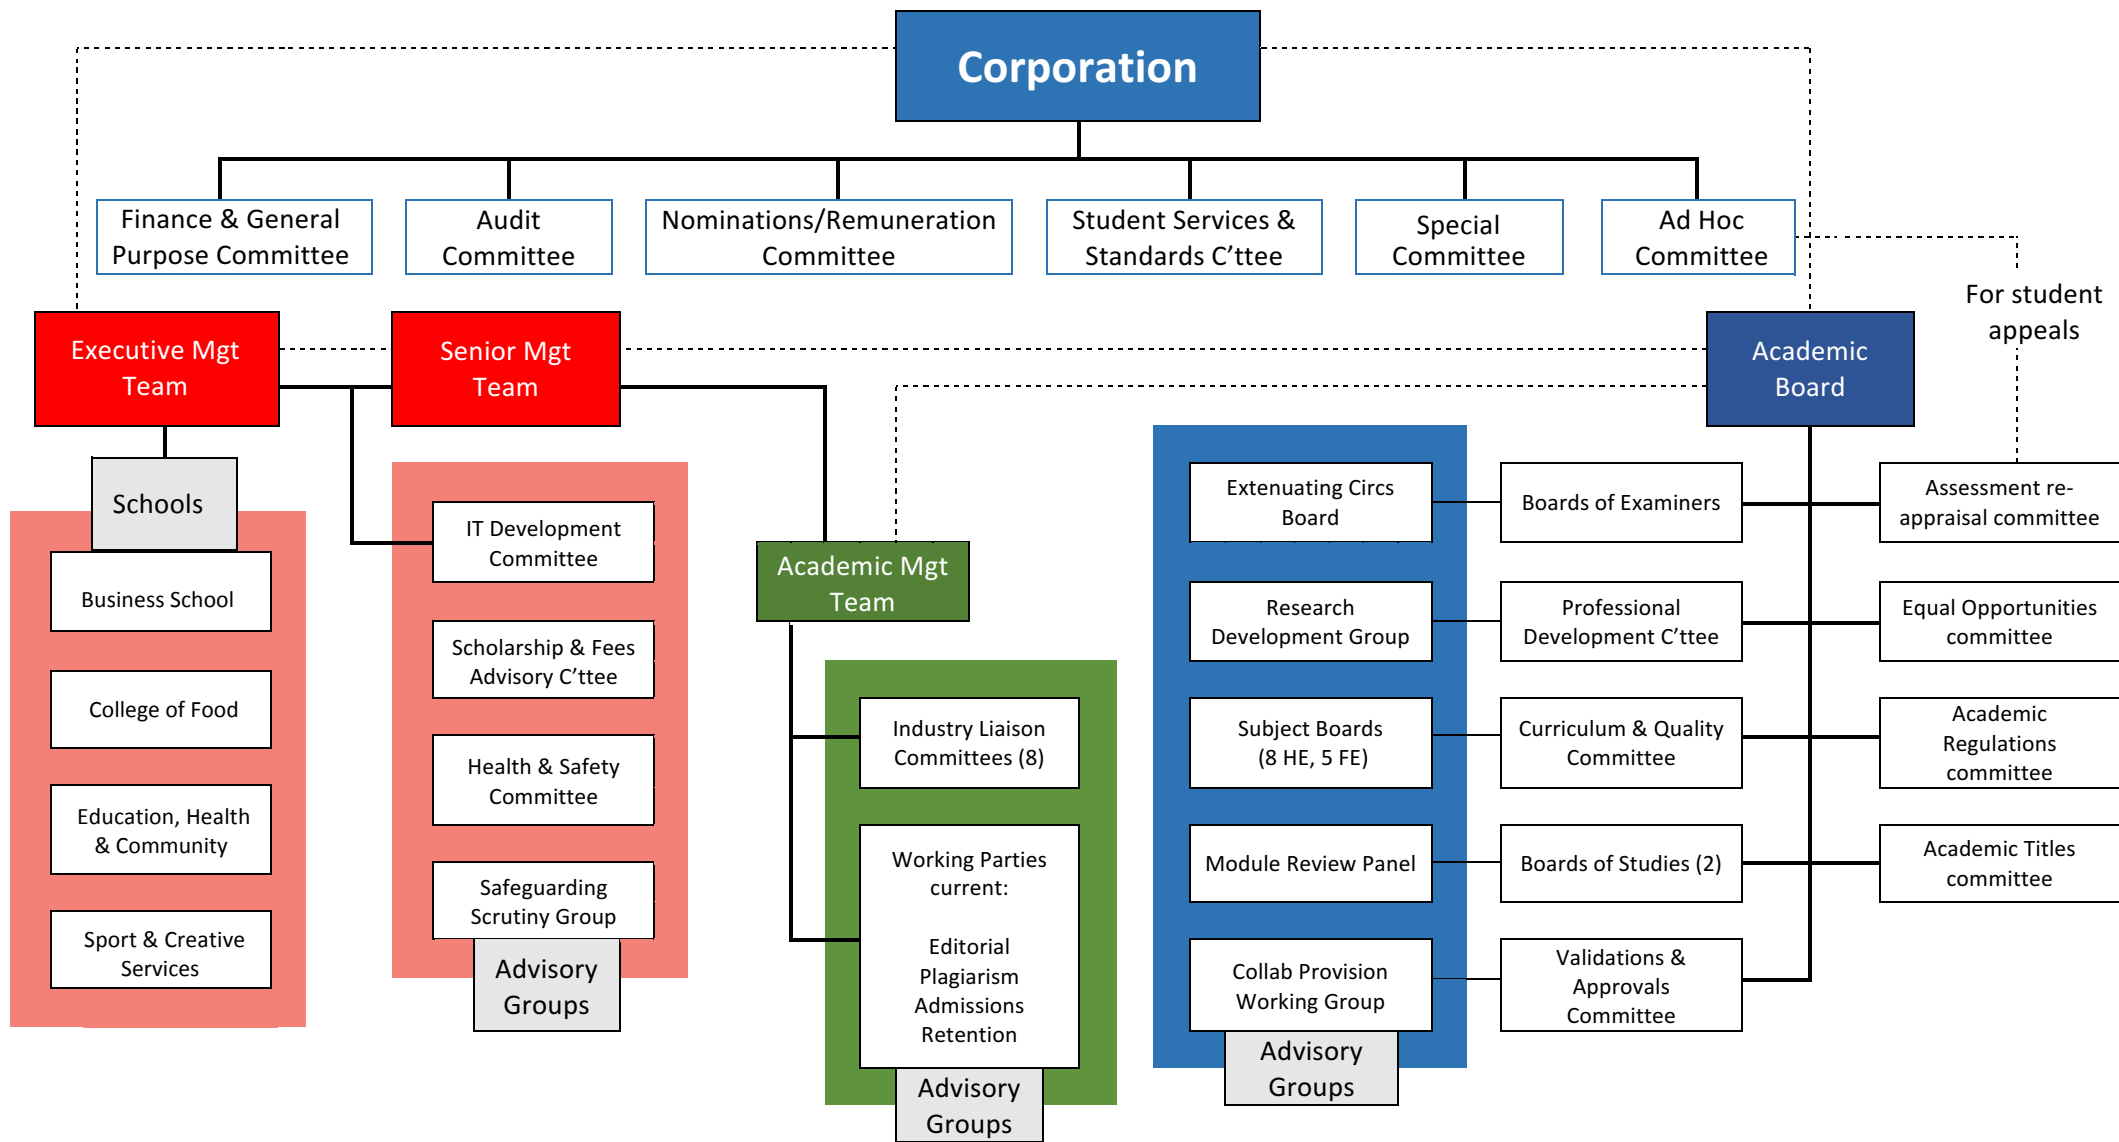 Corporation
Finance & General
Purpose Committee
Audit
Committee
Nominations/Remuneration
Committee
Student Services &
Standards C'ttee
Special
Committee
Ad Hoc
Committee
For student
appeals
Executive Mgt
Team
Senior Mgt
Team
Academic
Board
Schools
Business School
College of Food
Education, Health
& Community
Sport & Creative
Services
IT Development
Committee
Scholarship & Fees
Advisory C'ttee
Health & Safety
Committee
Safeguarding
Scrutiny Group
Advisory
Groups
Academic Mgt
Team
Industry Liaison
Committees (8)
Working Parties
current:
Editorial
Plagiarism
Admissions
Retention
Advisory
Groups
Extenuating Circs
Board
Research
Development Group
Subject Boards
(8 HE, 5 FE)
Module Review Panel
Collab Provision
Working Group
Advisory
Groups
Boards of Examiners
Professional
Development C'ttee
Curriculum & Quality
Committee
Boards of Studies (2)
Validations &
Approvals
Committee
Assessment re-
appraisal committee
Equal Opportunities
committee
Academic
Regulations
committee
Academic Titles
committee